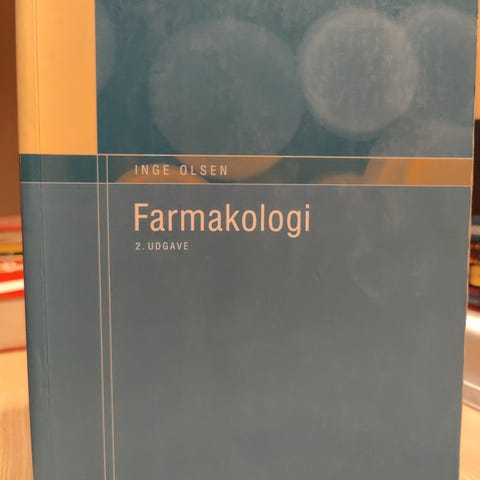 INGE OLSEN
Farmakologi
2. UDGAVE